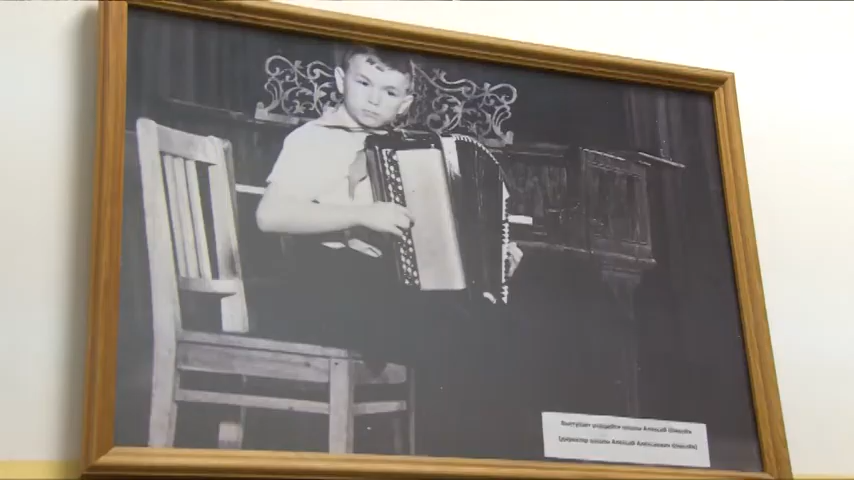 Выступает учащийся школы Алексей
(директор школы Алексей Алексеевич